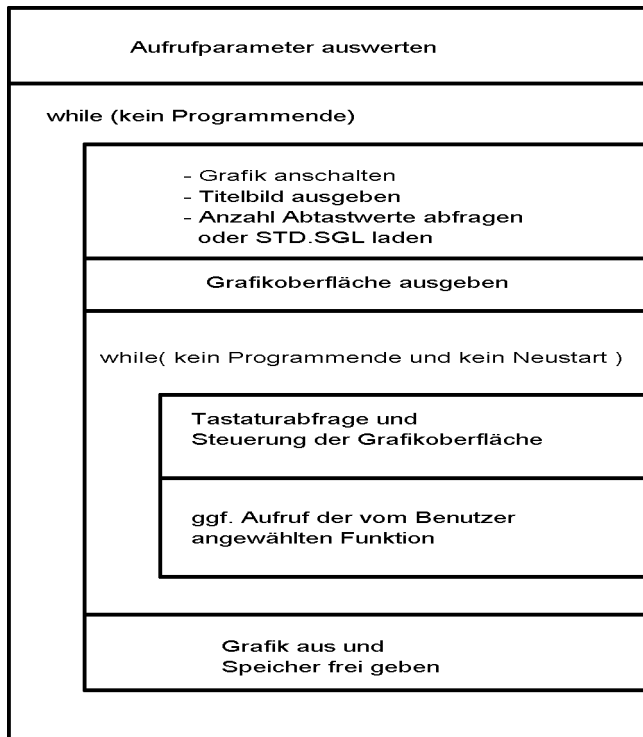 Aufrufparameter auswerten
while (kein Programmende)
- Grafik anschalten
- Titelbild ausgeben
- Anzahl Abtastwerte abfragen
oder STD.SGL laden
Grafikoberfläche ausgeben
while( kein Programmende und kein Neustart )
Tastaturabfrage und
Steuerung der Grafikoberfläche
ggf. Aufruf der vom Benutzer
angewählten Funktion
Grafik aus und
Speicher frei geben